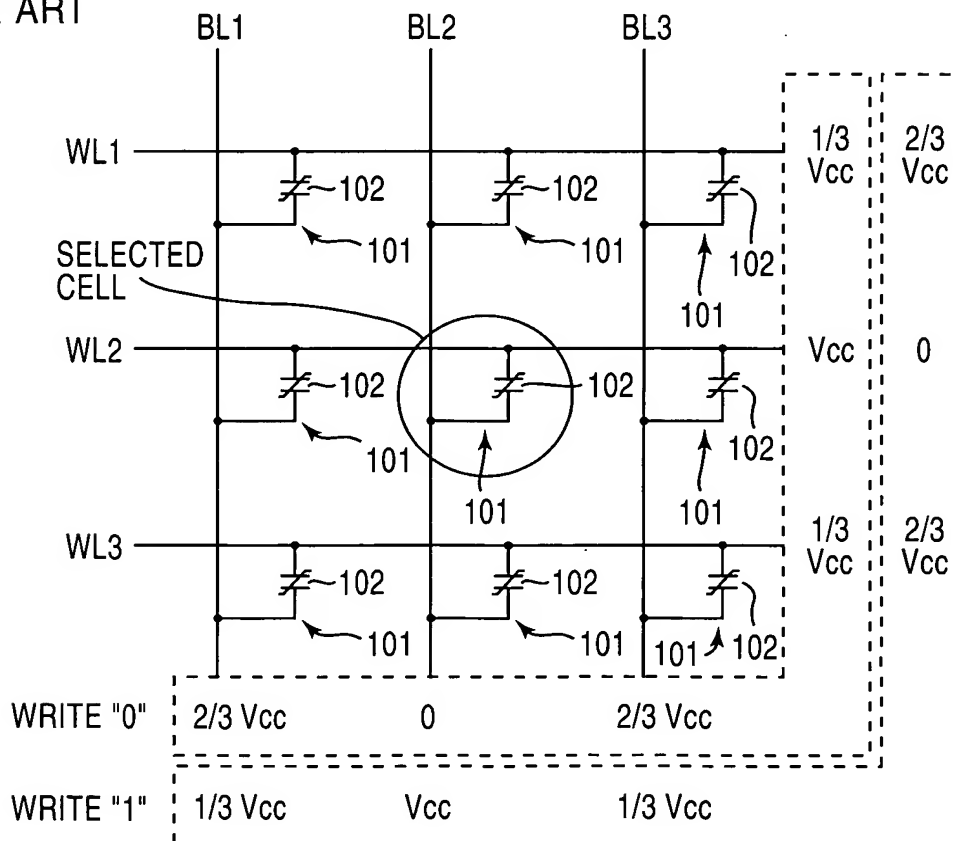 ART
BL1 BL2 BL3
1/3 Vcc 2/3 Vcc
WL1
102 102 102
101 101 101
SELECTED
CELL
WL2 Vcc 0
102 102 102
101 101 101
WL3 1/3 Vcc 2/3 Vcc
102 102 102
101 101 101
WRITE "0" 2/3 Vcc 0 2/3 Vcc
WRITE "1" 1/3 Vcc Vcc 1/3 Vcc